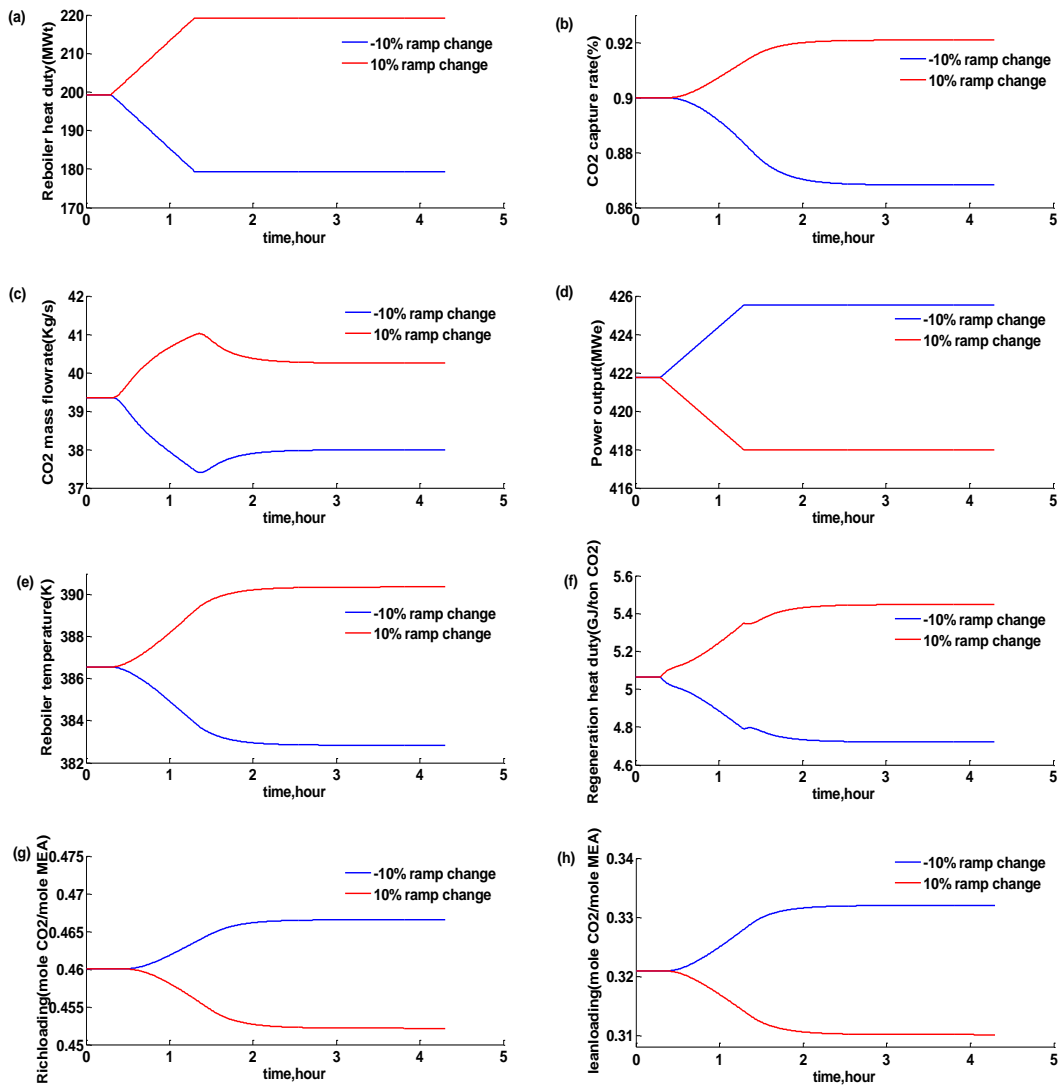 (a)
Reboiler heat duty(MWt)
220
210
200
190
180
170
0 1 2 3 4 5
time,hour
-10% ramp change
10% ramp change
(b)
CO2 capture rate(%)
0.92
0.9
0.88
0.86
0 1 2 3 4 5
time,hour
-10% ramp change
10% ramp change
(c)
CO2 mass flowrate(Kg/s)
42
41
40
39
38
37
0 1 2 3 4 5
time,hour
-10% ramp change
10% ramp change
(d)
Power output(MWe)
426
424
422
420
418
416
0 1 2 3 4 5
time,hour
-10% ramp change
10% ramp change
(e)
Reboiler temperature(K)
390
388
386
384
382
0 1 2 3 4 5
time,hour
-10% ramp change
10% ramp change
(f)
Regeneration heat duty(GJ/ton CO2)
5.6
5.4
5.2
5
4.8
4.6
0 1 2 3 4 5
time,hour
-10% ramp change
10% ramp change
(g)
Richloading(mole CO2/mole MEA)
0.475
0.47
0.465
0.46
0.455
0.45
0 1 2 3 4 5
time,hour
-10% ramp change
10% ramp change
(h)
leanloading(mole CO2/mole MEA)
0.34
0.33
0.32
0.31
0 1 2 3 4 5
time,hour
-10% ramp change
10% ramp change